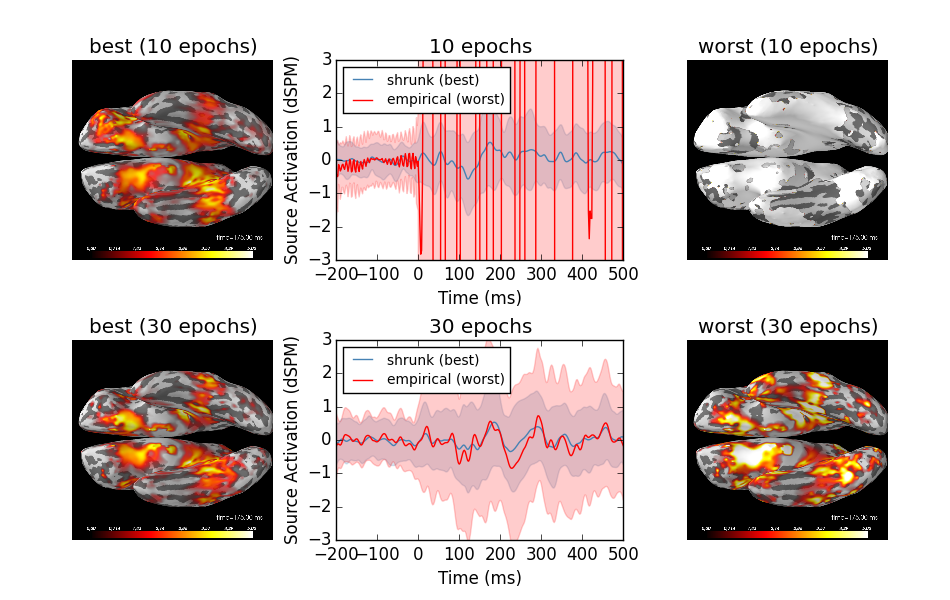 best (10 epochs)
10 epochs
worst (10 epochs)
Source Activation (dSPM)
3
2
1
0
−1
−2
−3
shrunk (best)
empirical (worst)
−200
−100
0
100
200
300
400
500
Time (ms)
best (30 epochs)
30 epochs
worst (30 epochs)
Source Activation (dSPM)
3
2
1
0
−1
−2
−3
shrunk (best)
empirical (worst)
−200
−100
0
100
200
300
400
500
Time (ms)